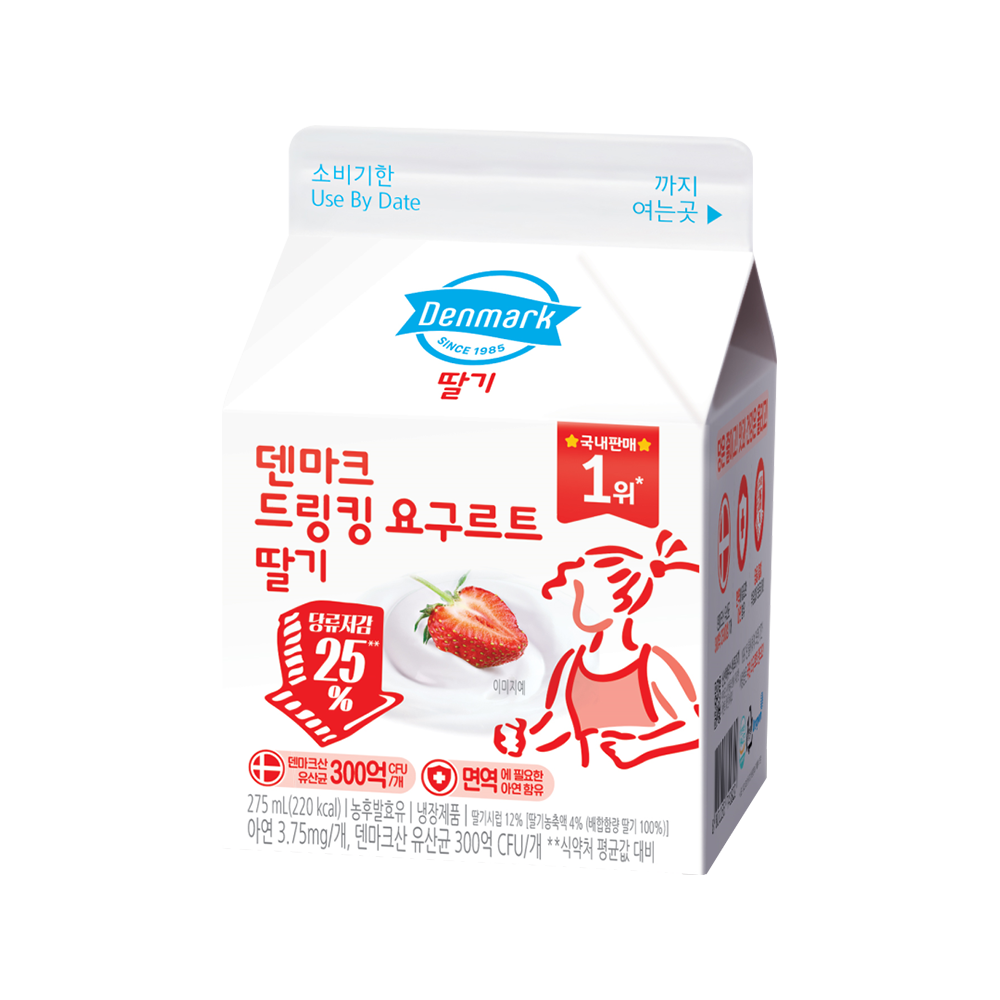 소비기한
Use By Date
까지
여는곳 ▶
Denmark
SINCE 1985
딸기
국내판매
1위*
덴마크
드링킹 요구르트
딸기
당류저감
25%**
이미지예
덴마크산 유산균 300억 CFU/개
면역에 필요한 아연 함유
275 mL(220 kcal) | 농후발효유 | 냉장제품 | 딸기시럽 12% [딸기농축액 4% (배합함량 딸기 100%)]
아연 3.75mg/개, 덴마크산 유산균 300억 CFU/개 **식약처 평균값 대비